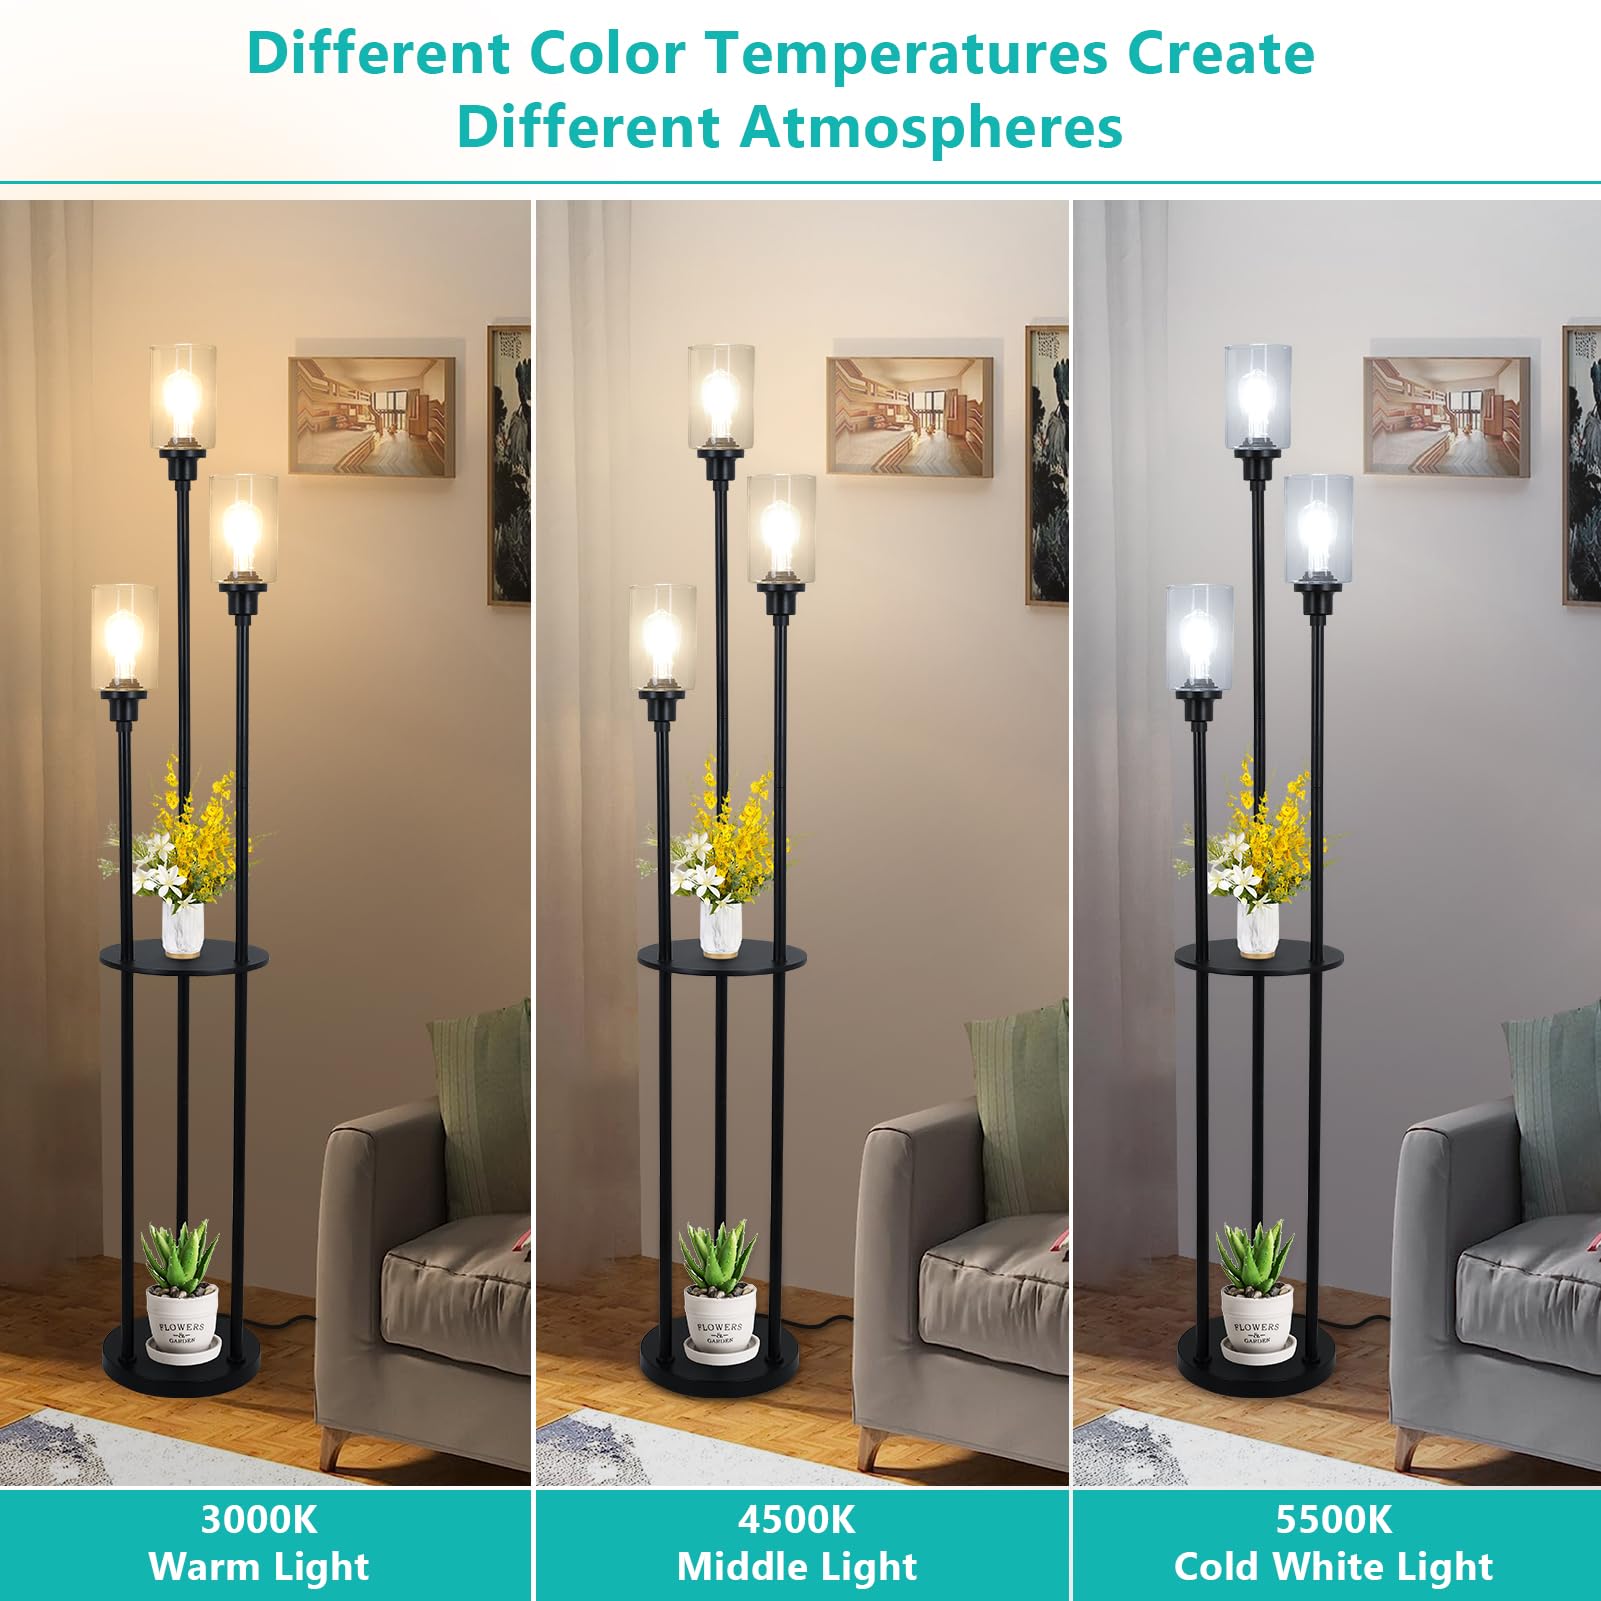 Different Color Temperatures Create
Different Atmospheres
FLOWERS
-&-
GARDEN
FLOWERS
-&-
GARDEN
FLOWERS
-&-
GARDEN
3000K
Warm Light
4500K
Middle Light
5500K
Cold White Light